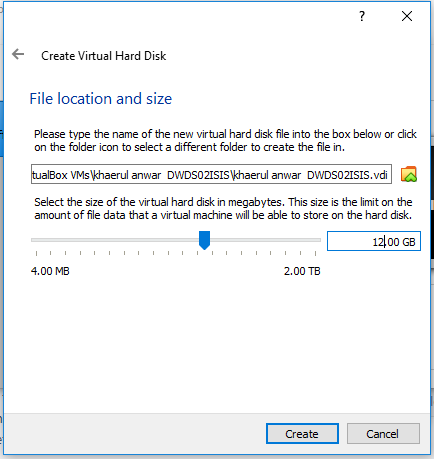 ?
Create Virtual Hard Disk
File location and size
Please type the name of the new virtual hard disk file into the box below or click
on the folder icon to select a different folder to create the file in.
tualBox VMs\khaerul anwar_DWDS02ISIS\khaerul anwar_DWDS02ISIS.vdi
Select the size of the virtual hard disk in megabytes. This size is the limit on the
amount of file data that a virtual machine will be able to store on the hard disk.
12.00 GB
4.00 MB 2.00 TB
Create Cancel